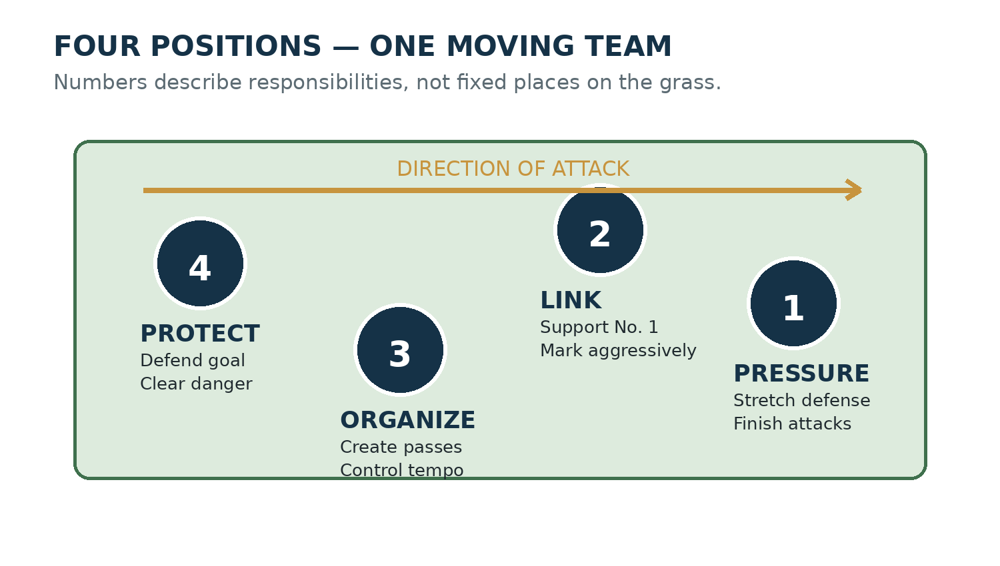 FOUR POSITIONS — ONE MOVING TEAM
Numbers describe responsibilities, not fixed places on the grass.
DIRECTION OF ATTACK
4
PROTECT
Defend goal
Clear danger
3
ORGANIZE
Create passes
Control tempo
2
LINK
Support No. 1
Mark aggressively
1
PRESSURE
Stretch defense
Finish attacks